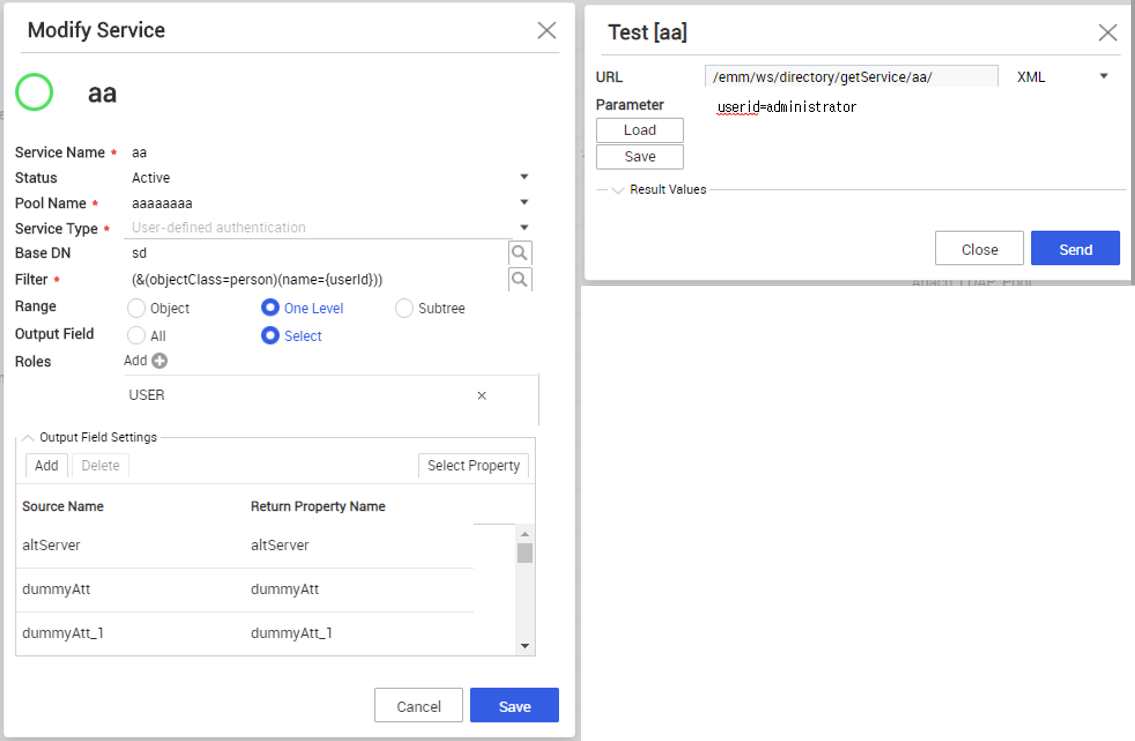 Modify Service
aa
Service Name *
aa
Status
Active
Pool Name *
aaaaaaaa
Service Type *
User-defined authentication
Base DN
sd
Filter *
(&(objectClass=person)(name={userId}))
Range
Object
One Level
Subtree
Output Field
All
Select
Roles
Add
USER
Output Field Settings
Add
Delete
Select Property
Source Name
Return Property Name
altServer
altServer
dummyAtt
dummyAtt
dummyAtt_1
dummyAtt_1
Cancel
Save
Test [aa]
URL
/emm/ws/directory/getService/aa/
XML
Parameter
userid=administrator
Load
Save
Result Values
Close
Send